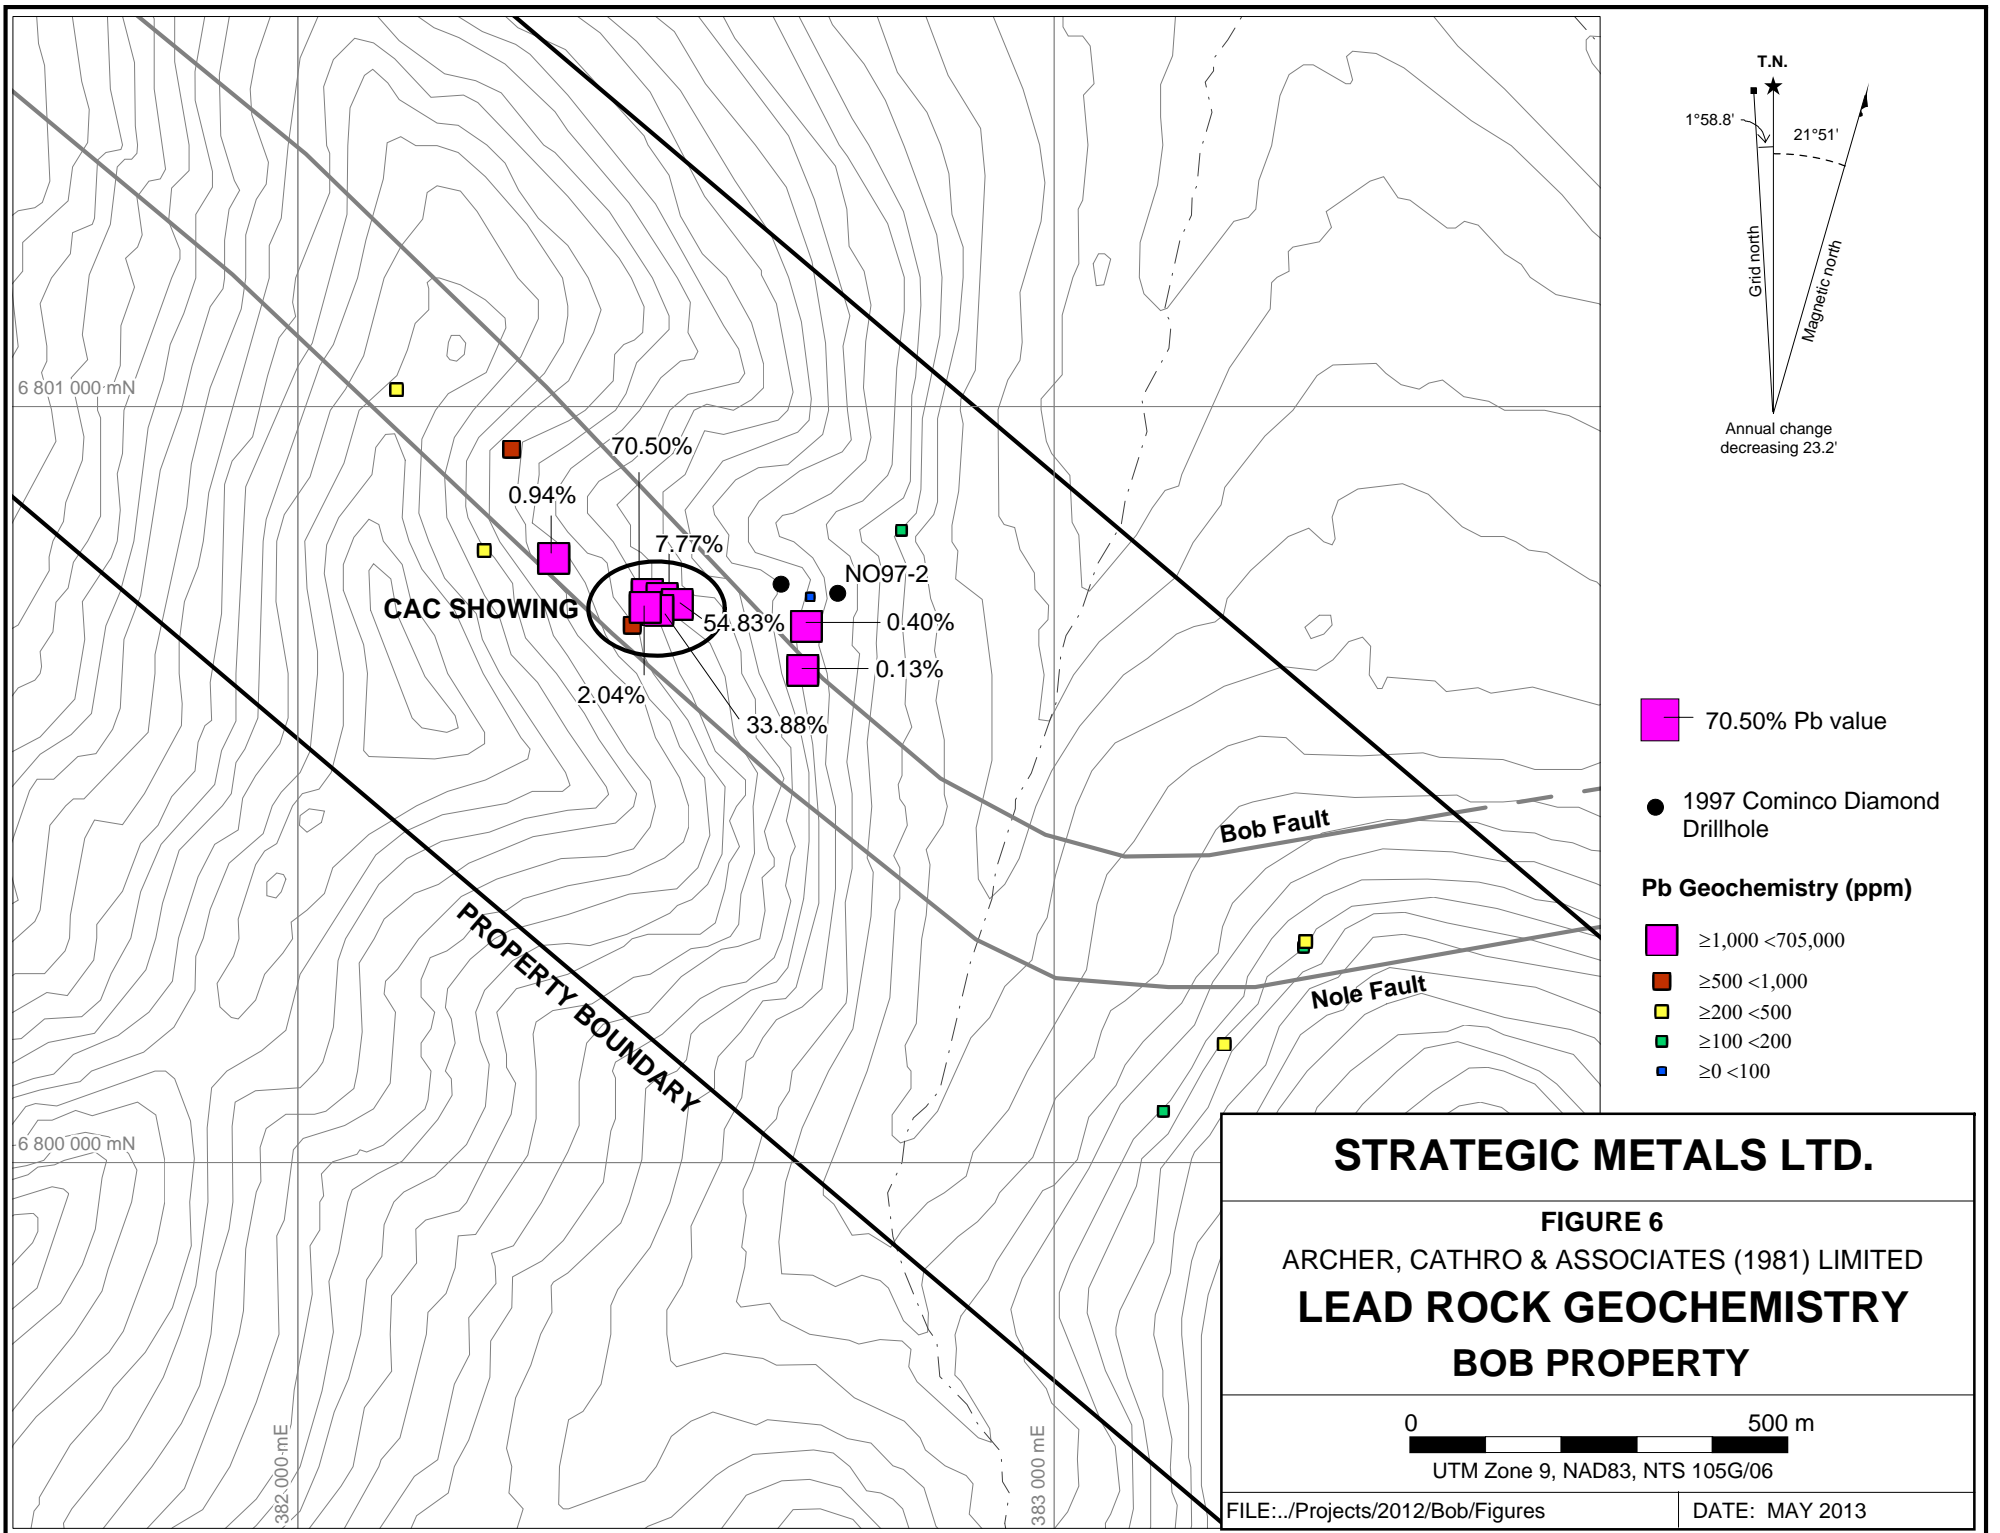 T.N.
1°58.8'
21°51'
Grid north
Magnetic north
Annual change
decreasing 23.2'
6 801 000 mN
70.50%
0.94%
7.77%
NO97-2
CAC SHOWING
54.83%
0.40%
0.13%
2.04%
33.88%
70.50% Pb value
1997 Cominco Diamond
Drillhole
Bob Fault
Pb Geochemistry (ppm)
≥1,000 <705,000
≥500 <1,000
≥200 <500
≥100 <200
≥0 <100
Nole Fault
PROPERTY BOUNDARY
6 800 000 mN
382 000 mE
383 000 mE
STRATEGIC METALS LTD.
FIGURE 6
ARCHER, CATHRO & ASSOCIATES (1981) LIMITED
LEAD ROCK GEOCHEMISTRY
BOB PROPERTY
0 500 m
UTM Zone 9, NAD83, NTS 105G/06
FILE:../Projects/2012/Bob/Figures
DATE: MAY 2013